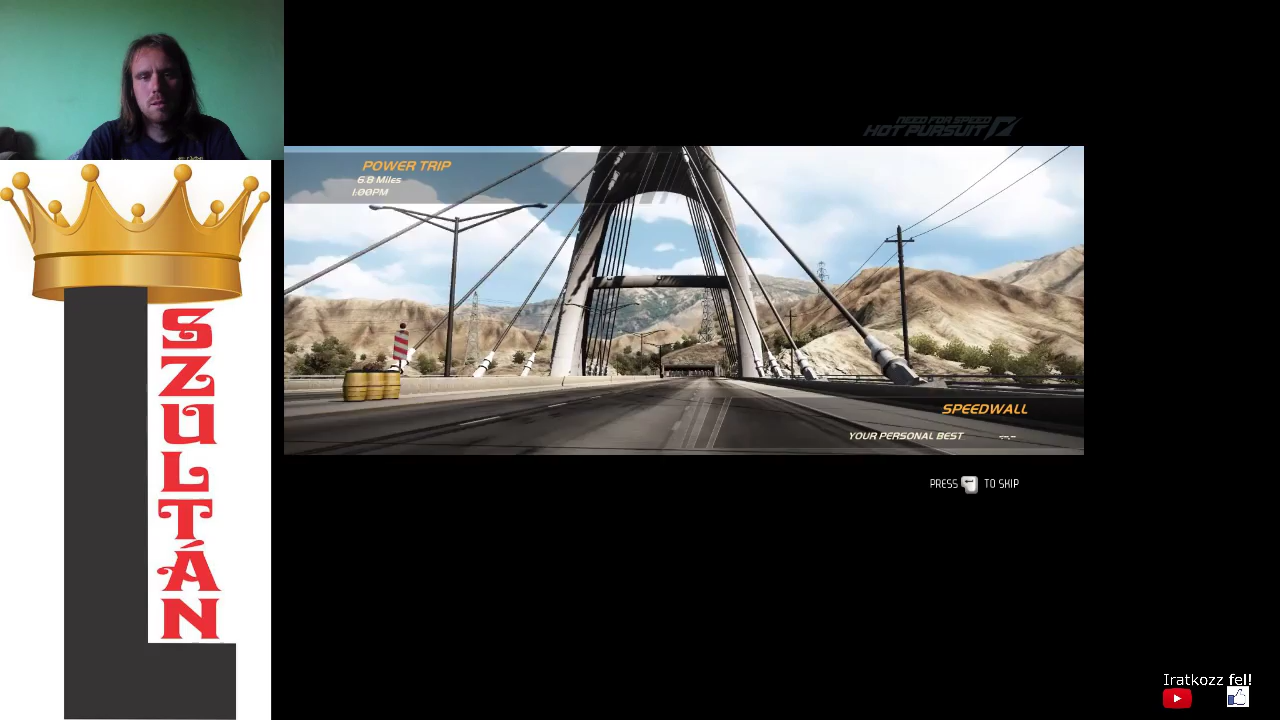 NEED FOR SPEED
HOT PURSUIT
POWER TRIP
6.8 Miles
1:00PM
SPEEDWALL
YOUR PERSONAL BEST --.--
PRESS TO SKIP
L
SZULTÁN
Iratkozz fel!